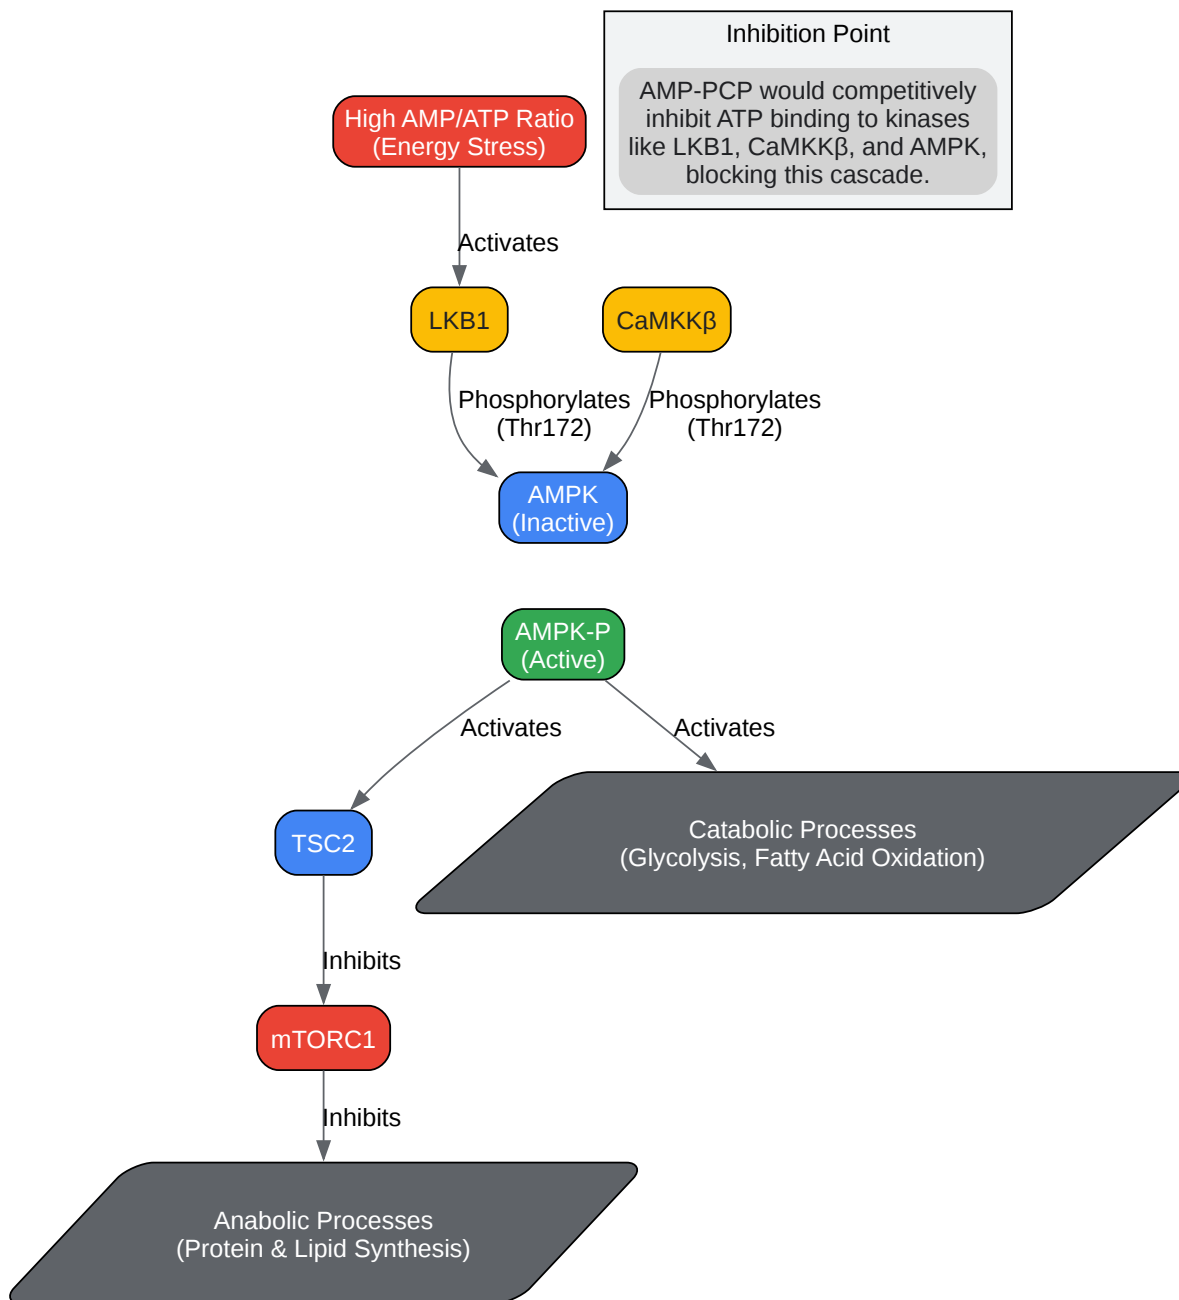 Inhibition Point
AMP-PCP would competitively
inhibit ATP binding to kinases
like LKB1, CaMKKβ, and AMPK,
blocking this cascade.
High AMP/ATP Ratio
(Energy Stress)
Activates
LKB1
CaMKKβ
Phosphorylates
(Thr172)
Phosphorylates
(Thr172)
AMPK
(Inactive)
AMPK-P
(Active)
Activates
Activates
TSC2
Catabolic Processes
(Glycolysis, Fatty Acid Oxidation)
Inhibits
mTORC1
Inhibits
Anabolic Processes
(Protein & Lipid Synthesis)